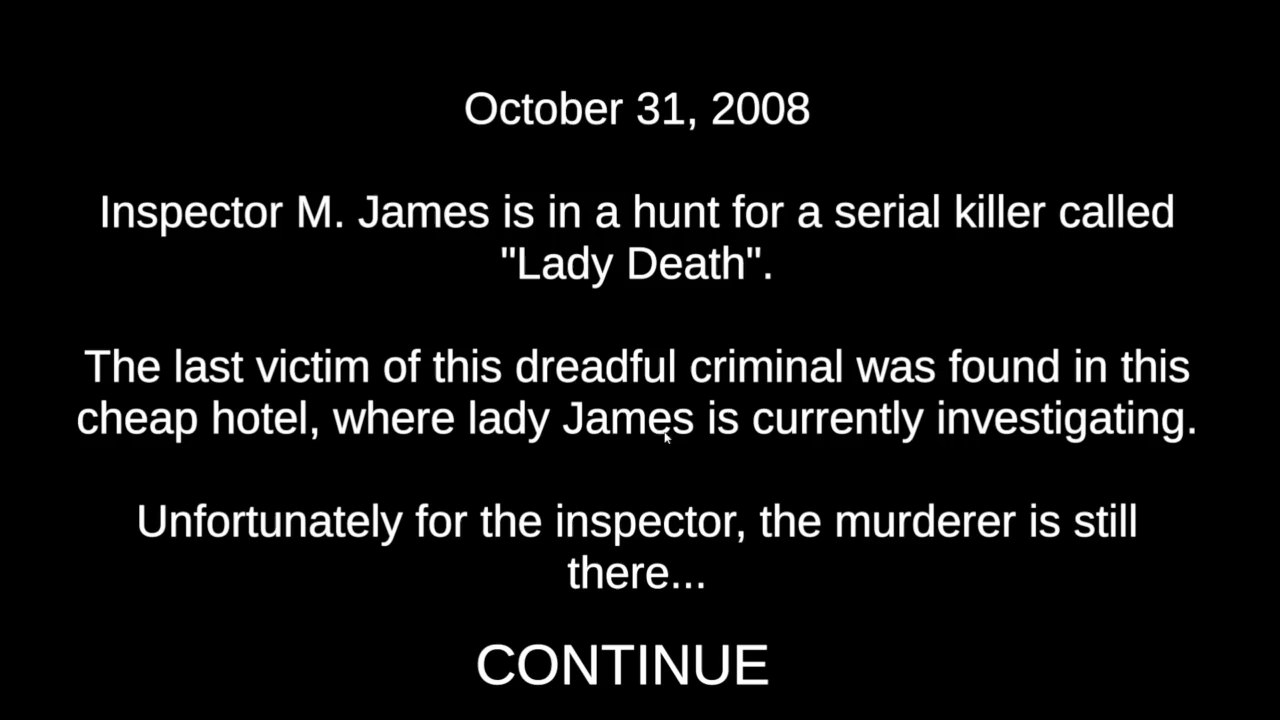 October 31, 2008
Inspector M. James is in a hunt for a serial killer called
"Lady Death".
The last victim of this dreadful criminal was found in this
cheap hotel, where lady James is currently investigating.
Unfortunately for the inspector, the murderer is still
there...
CONTINUE